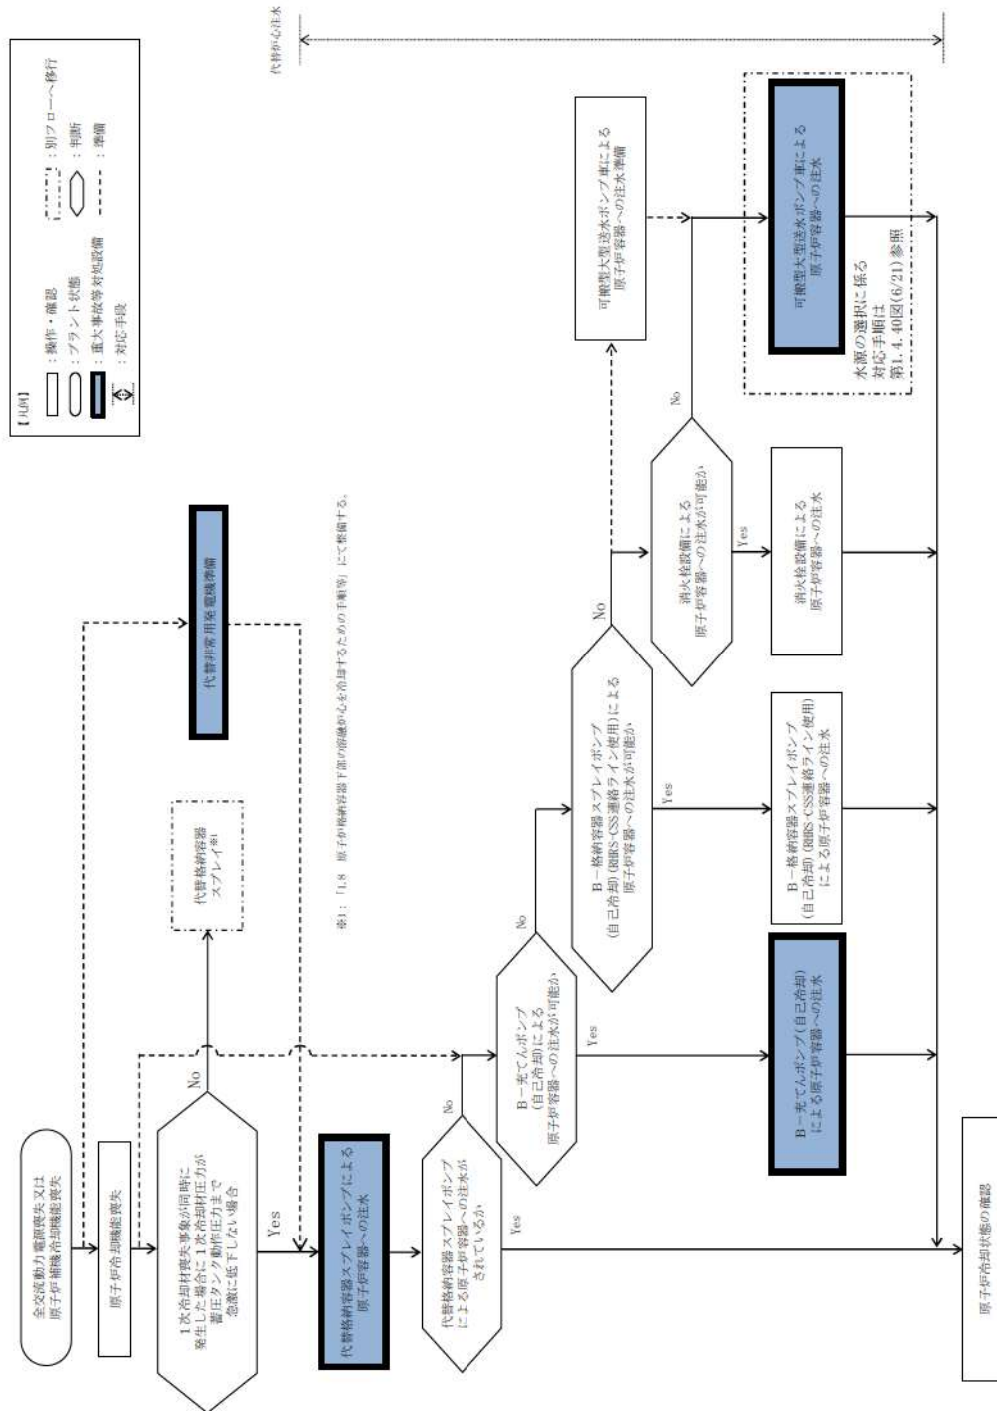 【凡例】
：操作・確認
：プラント状態
：重大事故等対処設備
：対応手段
：別フローへ移行
：判断
：準備
全交流動力電源喪失又は
原子炉補機冷却機能喪失
原子炉冷却機能喪失
1次冷却材喪失事象が同時に
発生した場合に1次冷却材圧力が
蓄圧タンク動作圧力まで
急激に低下しない場合
No
Yes
代替格納容器
スプレイ※1
代替非常用発電機準備
※1：「1.8 原子炉格納容器下部の溶融炉心を冷却するための手順等」にて整備する。
代替格納容器スプレイポンプによる
原子炉容器への注水
代替格納容器スプレイポンプ
による原子炉容器への注水が
されているか
No
Yes
B－充てんポンプ
(自己冷却)による
原子炉容器への注水が可能か
No
Yes
B－格納容器スプレイポンプ
(自己冷却)(RHRS-CSS連絡ライン使用)による
原子炉容器への注水が可能か
No
Yes
消火栓設備による
原子炉容器への注水が可能か
No
Yes
可搬型大型送水ポンプ車による
原子炉容器への注水準備
代替炉心注水
B－充てんポンプ(自己冷却)
による原子炉容器への注水
B－格納容器スプレイポンプ
(自己冷却)(RHRS-CSS連絡ライン使用)
による原子炉容器への注水
消火栓設備による
原子炉容器への注水
可搬型大型送水ポンプ車による
原子炉容器への注水
水源の選択に係る
対応手順は
第1.4.40図(6/21)参照
原子炉冷却状態の確認